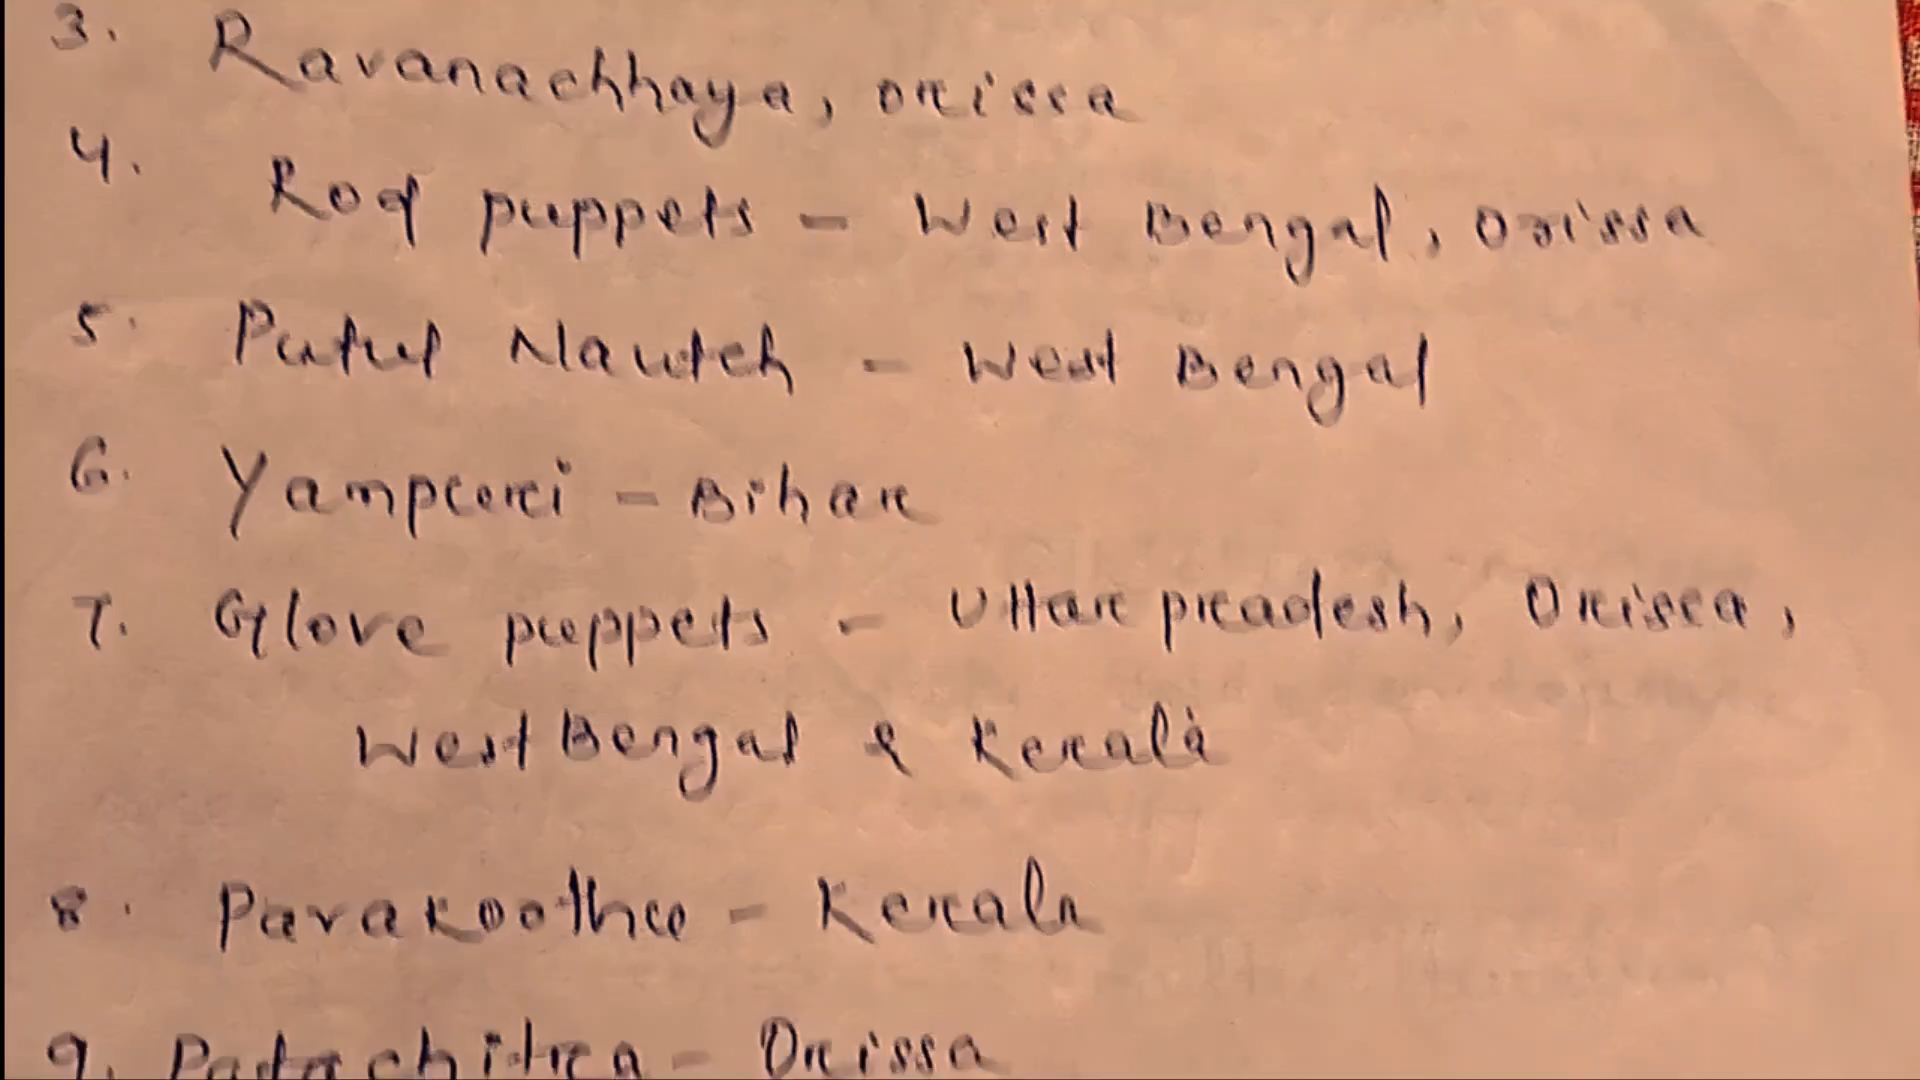 3. Ravanachhaya, Orissa
4. Rod puppets - West Bengal, Orissa
5. Putul Nautch - West Bengal
6. Yampuri - Bihar
7. Glove puppets - Uttar pradesh, Orissa,
West Bengal & Kerala
8. Pavakoothu - Kerala
9. Patachitra - Orissa